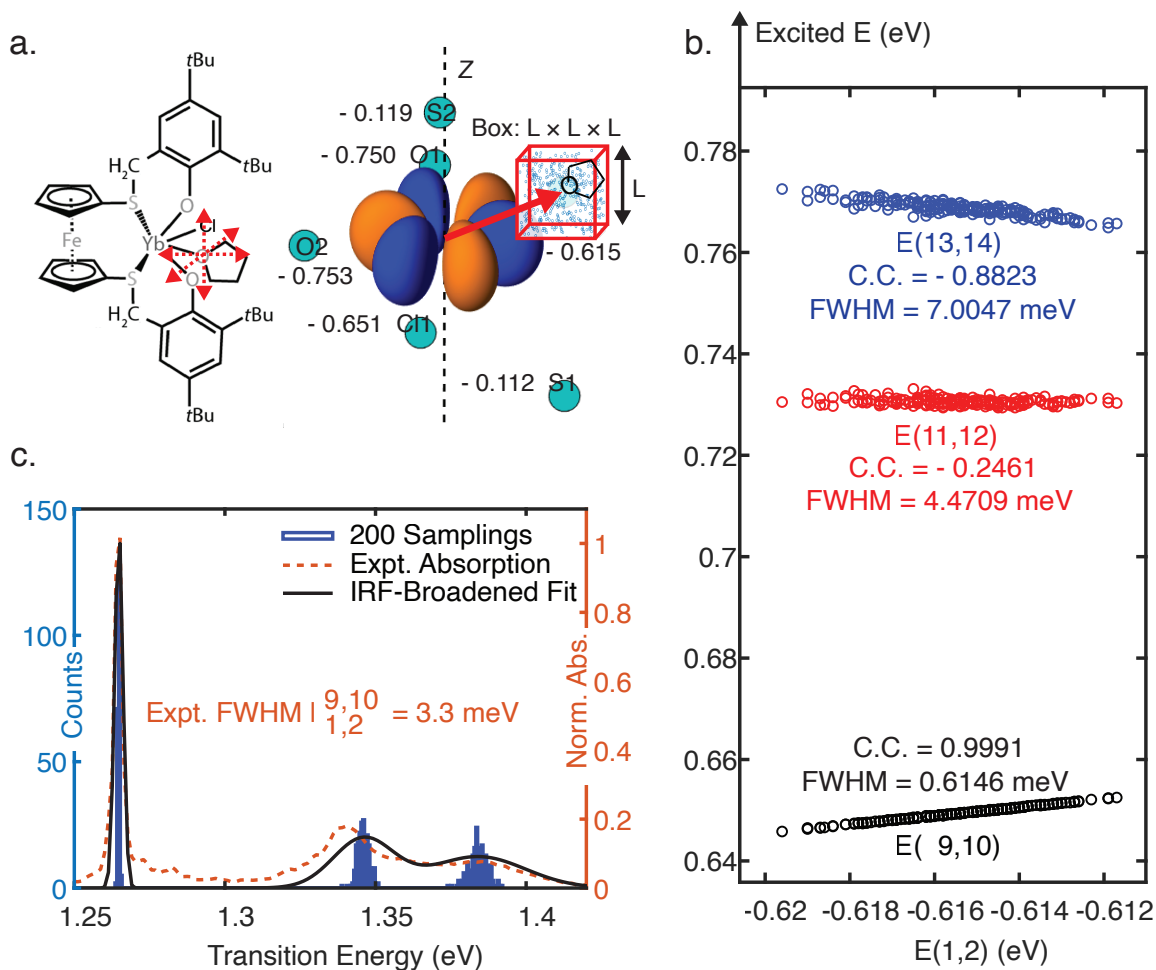 a.
tBu
tBu
H2C
O
S
Cl
Fe
Yb
O
S
O
H2C
tBu
tBu
Z
- 0.119 S2
Box: L × L × L
- 0.750 O1
L
O2
- 0.753
- 0.615
- 0.651 Cl1
- 0.112 S1
b.
Excited E (eV)
0.78
0.76
0.74
0.72
0.7
0.68
0.66
0.64
E(13,14)
C.C. = - 0.8823
FWHM = 7.0047 meV
E(11,12)
C.C. = - 0.2461
FWHM = 4.4709 meV
C.C. = 0.9991
FWHM = 0.6146 meV
E( 9,10)
-0.62 -0.618 -0.616 -0.614 -0.612
E(1,2) (eV)
c.
150
100
50
0
Counts
200 Samplings
Expt. Absorption
IRF-Broadened Fit
Expt. FWHM | 9,10 1,2 = 3.3 meV
1
0.8
0.6
0.4
0.2
0
Norm. Abs.
1.25 1.3 1.35 1.4
Transition Energy (eV)